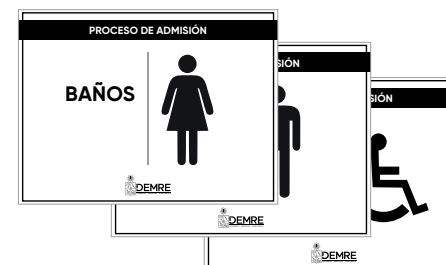 PROCESO DE ADMISIÓN
BAÑOS
DEMRE
SIÓN
DEMRE
SIÓN
DEMRE